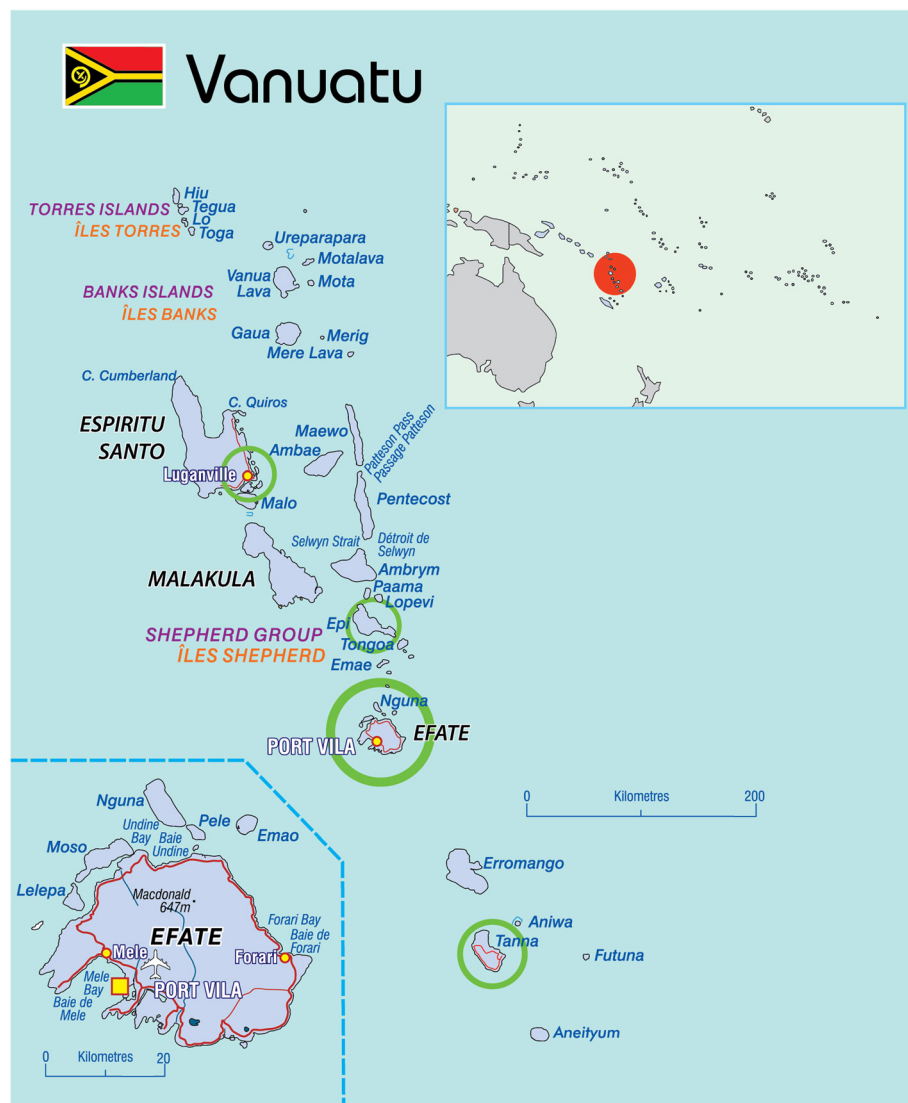 Vanuatu
Hiu
TORRES ISLANDS
Tegua
Lo
ÎLES TORRES
Toga
Ureparapara
Motalava
Vanua
Lava
Mota
BANKS ISLANDS
ÎLES BANKS
Gaua
Merig
Mere Lava
C. Cumberland
C. Quiros
ESPIRITU
SANTO
Maewo
Patteson Pass
Passage Patteson
Ambae
Luganville
Malo
Pentecost
Selwyn Strait
Détroit de
Selwyn
MALAKULA
Ambrym
Paama
Lopevi
Epi
SHEPHERD GROUP
ÎLES SHEPHERD
Tongoa
Emae
Nguna
EFATE
PORT VILA
Nguna
Undine
Bay
Baie
Undine
Pele
Emao
Moso
Lelepa
Macdonald
647m
EFATE
Forari Bay
Baie de
Forari
Mele
Forari
Mele
Bay
Baie de
Mele
PORT VILA
0 Kilometres 20
0 Kilometres 200
Erromango
Aniwa
Tanna
Futuna
Aneityum